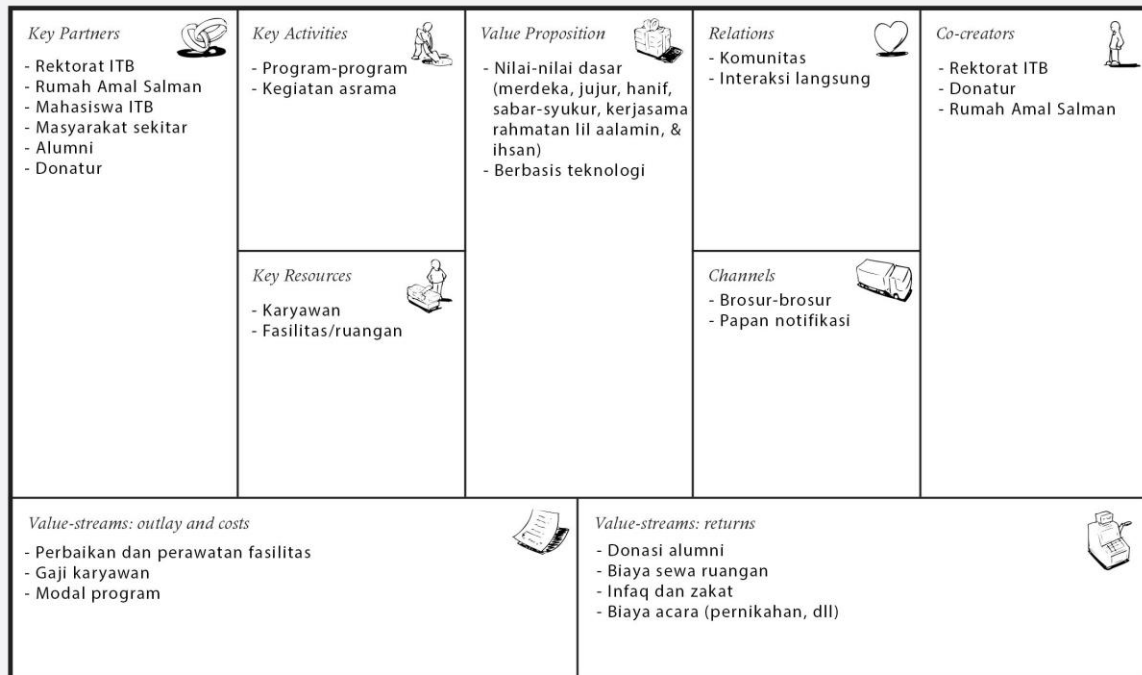 Key Partners
- Rektorat ITB
- Rumah Amal Salman
- Mahasiswa ITB
- Masyarakat sekitar
- Alumni
- Donatur
Key Activities
- Program-program
- Kegiatan asrama
Key Resources
- Karyawan
- Fasilitas/ruangan
Value Proposition
- Nilai-nilai dasar
(merdeka, jujur, hanif,
sabar-syukur, kerjasama
rahmatan lil aalamin, &
ihsan)
- Berbasis teknologi
Relations
- Komunitas
- Interaksi langsung
Channels
- Brosur-brosur
- Papan notifikasi
Co-creators
- Rektorat ITB
- Donatur
- Rumah Amal Salman
Value-streams: outlay and costs
- Perbaikan dan perawatan fasilitas
- Gaji karyawan
- Modal program
Value-streams: returns
- Donasi alumni
- Biaya sewa ruangan
- Infaq dan zakat
- Biaya acara (pernikahan, dll)